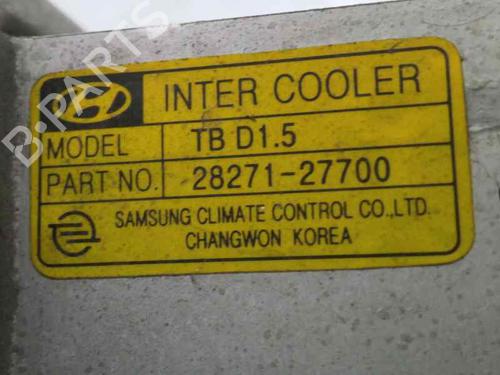 INTER COOLER
MODEL TB D1.5
PART NO. 28271-27700
SAMSUNG CLIMATE CONTROL CO.,LTD.
CHANGWON KOREA
B-PARTS